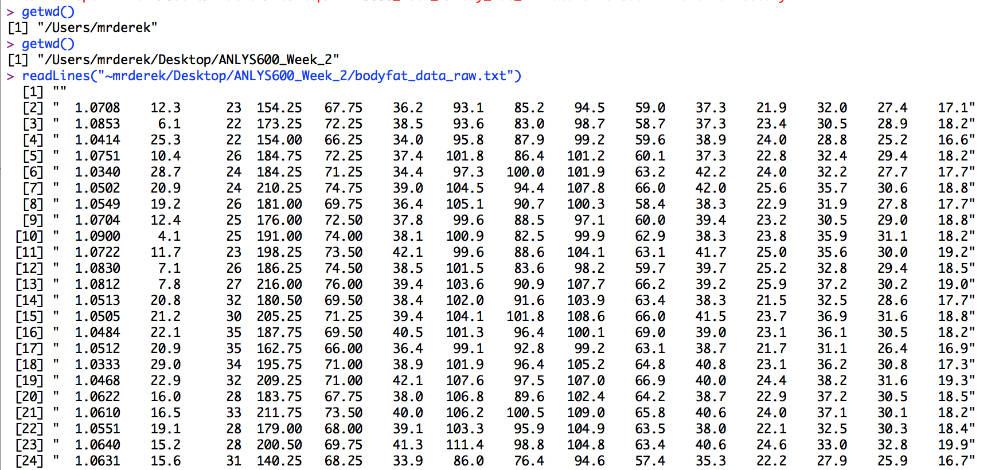 > getwd()
[1] "/Users/mrderek"
> getwd()
[1] "/Users/mrderek/Desktop/ANLYS600_Week_2"
> readLines("~mrderek/Desktop/ANLYS600_Week_2/bodyfat_data_raw.txt")
[1] ""
[2] "  1.0708    12.3      23  154.25   67.75    36.2    93.1    85.2    94.5    59.0    37.3    21.9    32.0    27.4    17.1"
[3] "  1.0853     6.1      22  173.25   72.25    38.5    93.6    83.0    98.7    58.7    37.3    23.4    30.5    28.9    18.2"
[4] "  1.0414    25.3      22  154.00   66.25    34.0    95.8    87.9    99.2    59.6    38.9    24.0    28.8    25.2    16.6"
[5] "  1.0751    10.4      26  184.75   72.25    37.4   101.8    86.4   101.2    60.1    37.3    22.8    32.4    29.4    18.2"
[6] "  1.0340    28.7      24  184.25   71.25    34.4    97.3   100.0   101.9    63.2    42.2    24.0    32.2    27.7    17.7"
[7] "  1.0502    20.9      24  210.25   74.75    39.0   104.5    94.4   107.8    66.0    42.0    25.6    35.7    30.6    18.8"
[8] "  1.0549    19.2      26  181.00   69.75    36.4   105.1    90.7   100.3    58.4    38.3    22.9    31.9    27.8    17.7"
[9] "  1.0704    12.4      25  176.00   72.50    37.8    99.6    88.5    97.1    60.0    39.4    23.2    30.5    29.0    18.8"
[10] "  1.0900     4.1      25  191.00   74.00    38.1   100.9    82.5    99.9    62.9    38.3    23.8    35.9    31.1    18.2"
[11] "  1.0722    11.7      23  198.25   73.50    42.1    99.6    88.6   104.1    63.1    41.7    25.0    35.6    30.0    19.2"
[12] "  1.0830     7.1      26  186.25   74.50    38.5   101.5    83.6    98.2    59.7    39.7    25.2    32.8    29.4    18.5"
[13] "  1.0812     7.8      27  216.00   76.00    39.4   103.6    90.9   107.7    66.2    39.2    25.9    37.2    30.2    19.0"
[14] "  1.0513    20.8      32  180.50   69.50    38.4   102.0    91.6   103.9    63.4    38.3    21.5    32.5    28.6    17.7"
[15] "  1.0505    21.2      30  205.25   71.25    39.4   104.1   101.8   108.6    66.0    41.5    23.7    36.9    31.6    18.8"
[16] "  1.0484    22.1      35  187.75   69.50    40.5   101.3    96.4   100.1    69.0    39.0    23.1    36.1    30.5    18.2"
[17] "  1.0512    20.9      35  162.75   66.00    36.4    99.1    92.8    99.2    63.1    38.7    21.7    31.1    26.4    16.9"
[18] "  1.0333    29.0      34  195.75   71.00    38.9   101.9    96.4   105.2    64.8    40.8    23.1    36.2    30.8    17.3"
[19] "  1.0468    22.9      32  209.25   71.00    42.1   107.6    97.5   107.0    66.9    40.0    24.4    38.2    31.6    19.3"
[20] "  1.0622    16.0      28  183.75   67.75    38.0   106.8    89.6   102.4    64.2    38.7    22.9    37.2    30.5    18.5"
[21] "  1.0610    16.5      33  211.75   73.50    40.0   106.2   100.5   109.0    65.8    40.6    24.0    37.1    30.1    18.2"
[22] "  1.0551    19.1      28  179.00   68.00    39.1   103.3    95.9   104.9    63.5    38.0    22.1    32.5    30.3    18.4"
[23] "  1.0640    15.2      28  200.50   69.75    41.3   111.4    98.8   104.8    63.4    40.6    24.6    33.0    32.8    19.9"
[24] "  1.0631    15.6      31  140.25   68.25    33.9    86.0    76.4    94.6    57.4    35.3    22.2    27.9    25.9    16.7"